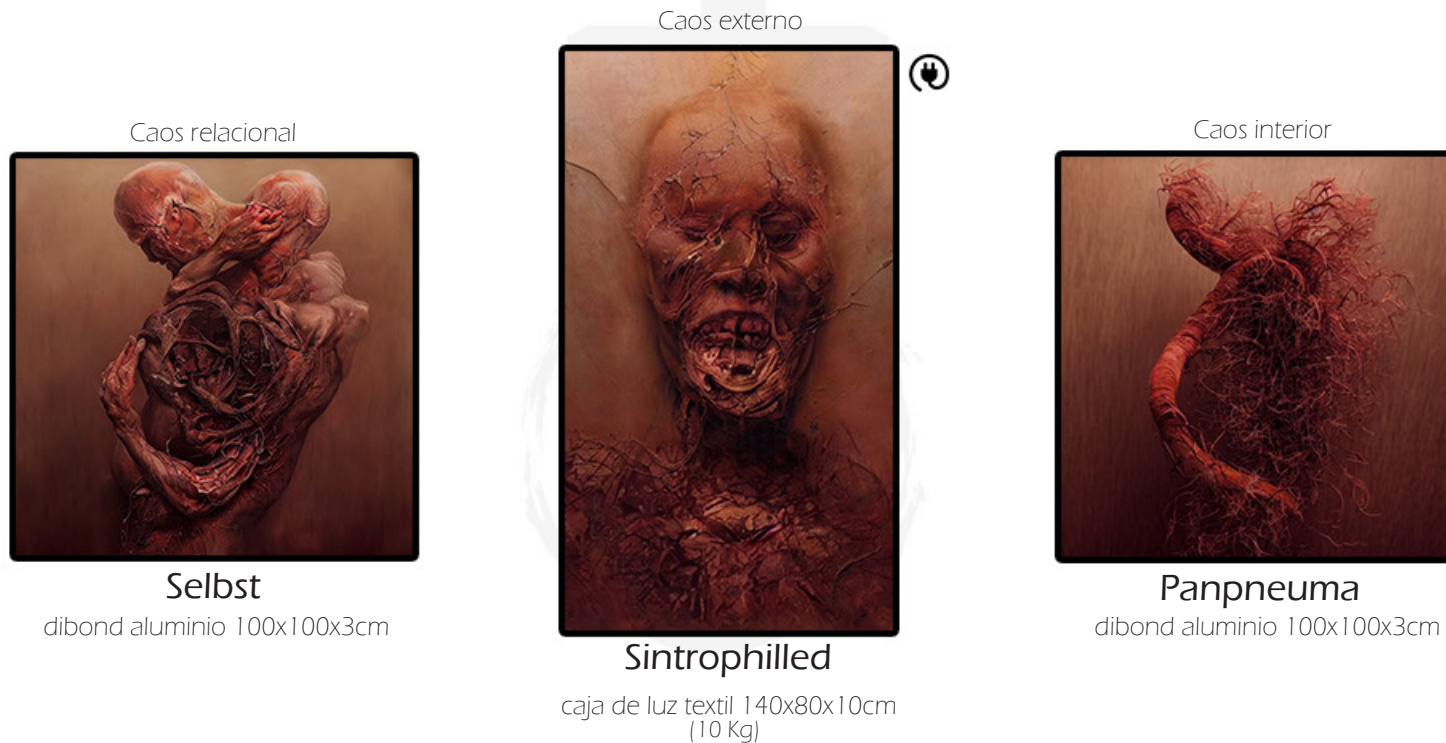 Caos relacional
Selbst
dibond aluminio 100x100x3cm
Caos externo
Sintrophilled
caja de luz textil 140x80x10cm
(10 Kg)
Caos interior
Panpneuma
dibond aluminio 100x100x3cm